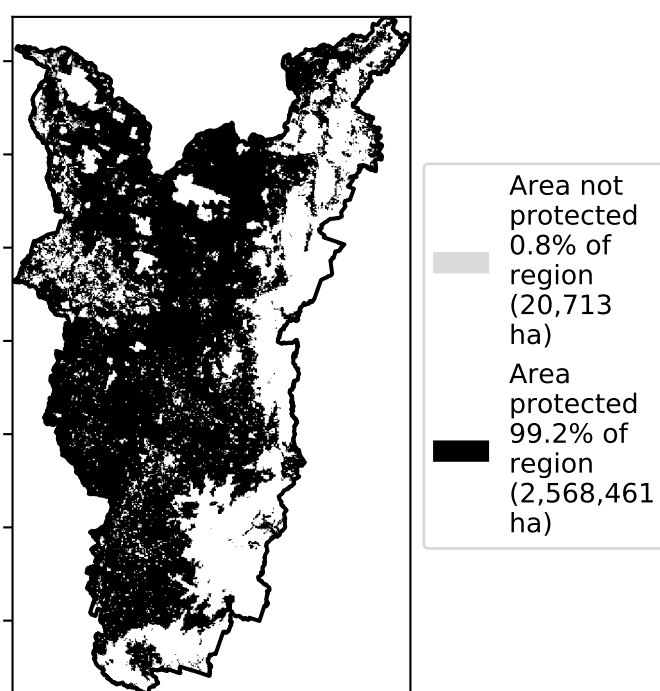 Area not
protected
0.8% of
region
(20,713
ha)
Area
protected
99.2% of
region
(2,568,461
ha)